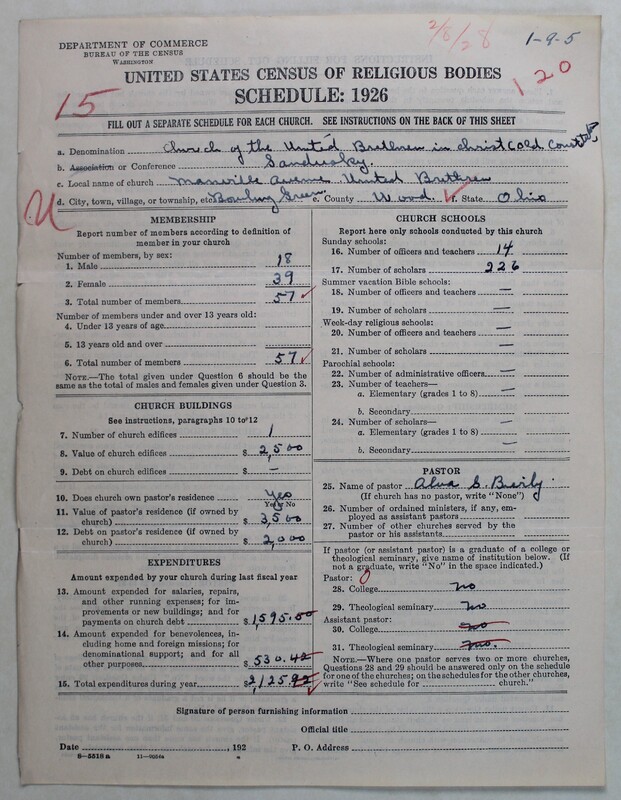 2/8/28
1-9-5
DEPARTMENT OF COMMERCE
BUREAU OF THE CENSUS
WASHINGTON
UNITED STATES CENSUS OF RELIGIOUS BODIES
120
15
SCHEDULE: 1926
FILL OUT A SEPARATE SCHEDULE FOR EACH CHURCH. SEE INSTRUCTIONS ON THE BACK OF THIS SHEET
a. Denomination Church of the United Brethren in christ (old Const.)
b. Association or Conference Sandusky.
c. Local name of church Manville Avenue United Brethren
d. City, town, village, or township, etc. Bowling Green e. County Wood f. State Ohio
U
MEMBERSHIP
Report number of members according to definition of
member in your church
Number of members, by sex:
1. Male 18
2. Female 39
3. Total number of members 57
Number of members under and over 13 years old:
4. Under 13 years of age
5. 13 years old and over
6. Total number of members 57
NOTE.—The total given under Question 6 should be the
same as the total of males and females given under Question 3.
CHURCH BUILDINGS
See instructions, paragraphs 10 to 12
7. Number of church edifices 1
8. Value of church edifices $ 2,500
9. Debt on church edifices $ —
10. Does church own pastor's residence Yes
Yes or No
11. Value of pastor's residence (if owned by
church) $ 3,500
12. Debt on pastor's residence (if owned by
church) $ 2,000
EXPENDITURES
Amount expended by your church during last fiscal year
13. Amount expended for salaries, repairs,
and other running expenses; for im-
provements or new buildings; and for
payments on church debt $ 1,595.50
14. Amount expended for benevolences, in-
cluding home and foreign missions; for
denominational support; and for all
other purposes $ 530.42
15. Total expenditures during year $ 2,125.92
CHURCH SCHOOLS
Report here only schools conducted by this church
Sunday schools:
16. Number of officers and teachers 14
17. Number of scholars 226
Summer vacation Bible schools:
18. Number of officers and teachers —
19. Number of scholars —
Week-day religious schools:
20. Number of officers and teachers —
21. Number of scholars —
Parochial schools:
22. Number of administrative officers —
23. Number of teachers—
a. Elementary (grades 1 to 8) —
b. Secondary
24. Number of scholars—
a. Elementary (grades 1 to 8) —
b. Secondary —
PASTOR
25. Name of pastor Alva S.
(If church has no pastor, write "None")
26. Number of ordained ministers, if any, em-
ployed as assistant pastors
27. Number of other churches served by the
pastor or his assistants
If pastor (or assistant pastor) is a graduate of a college or
theological seminary, give name of institution below. (If
not a graduate, write "No" in the space indicated.)
Pastor: 0
28. College no
29. Theological seminary no
Assistant pastor:
30. College no
31. Theological seminary no.
NOTE.—Where one pastor serves two or more churches,
Questions 28 and 29 should be answered only on the schedule
for one of the churches; on the schedules for the other churches,
write "See schedule for church."
Signature of person furnishing information
Official title
Date , 192 P. O. Address
8—5518 a 11—9254a